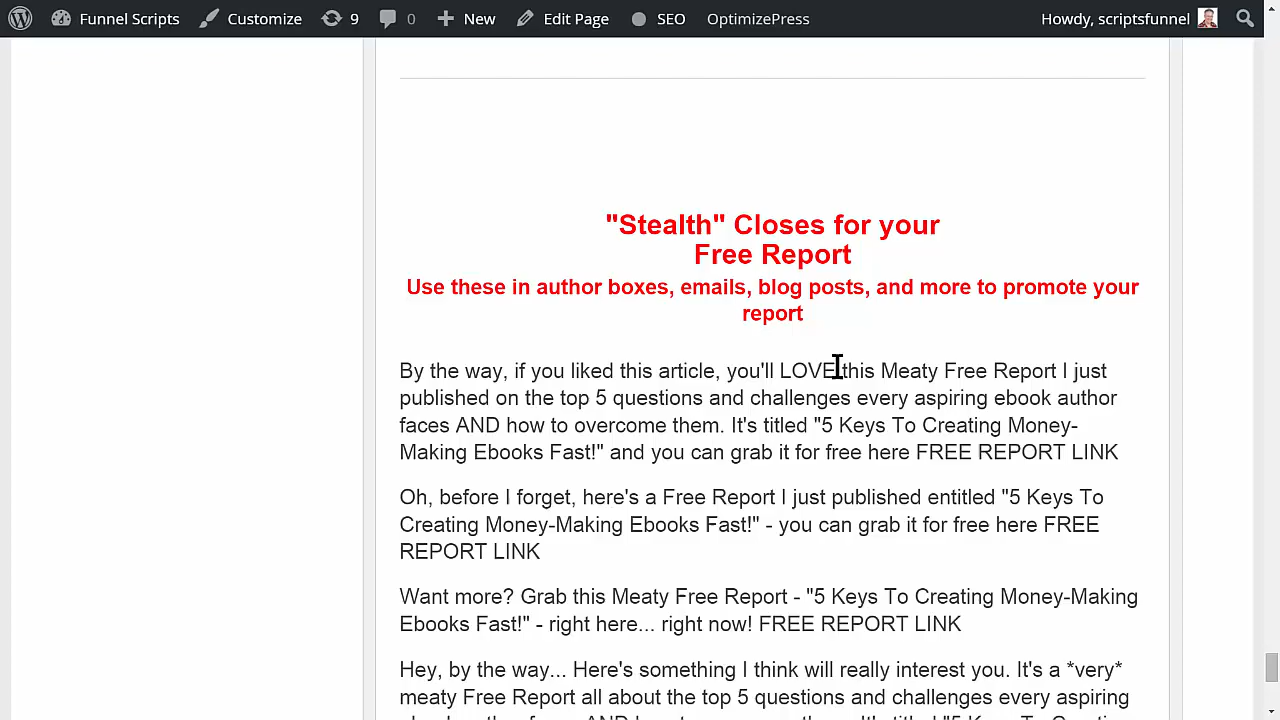 Funnel Scripts Customize 9 0 New Edit Page SEO OptimizePress Howdy, scriptsfunnel
"Stealth" Closes for your
Free Report
Use these in author boxes, emails, blog posts, and more to promote your
report
By the way, if you liked this article, you'll LOVE this Meaty Free Report I just
published on the top 5 questions and challenges every aspiring ebook author
faces AND how to overcome them. It's titled "5 Keys To Creating Money-
Making Ebooks Fast!" and you can grab it for free here FREE REPORT LINK
Oh, before I forget, here's a Free Report I just published entitled "5 Keys To
Creating Money-Making Ebooks Fast!" - you can grab it for free here FREE
REPORT LINK
Want more? Grab this Meaty Free Report - "5 Keys To Creating Money-Making
Ebooks Fast!" - right here... right now! FREE REPORT LINK
Hey, by the way... Here's something I think will really interest you. It's a *very*
meaty Free Report all about the top 5 questions and challenges every aspiring